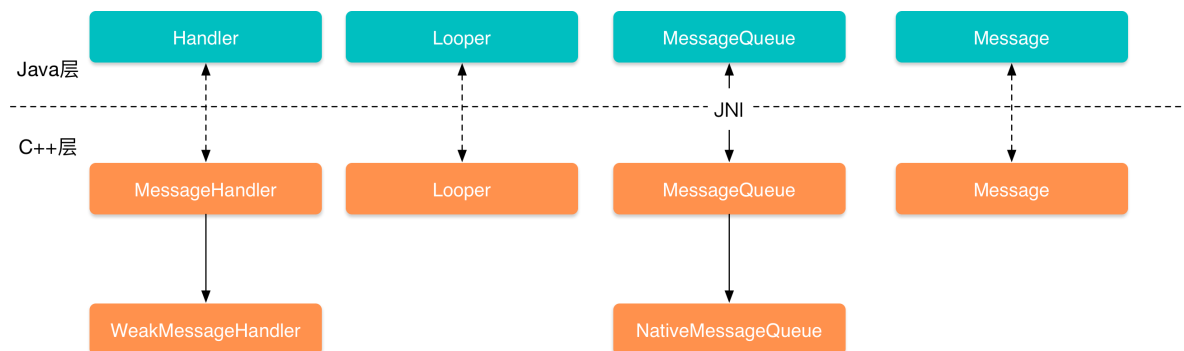 Handler
Looper
MessageQueue
Message
Java层
JNI
C++层
MessageHandler
Looper
MessageQueue
Message
WeakMessageHandler
NativeMessageQueue